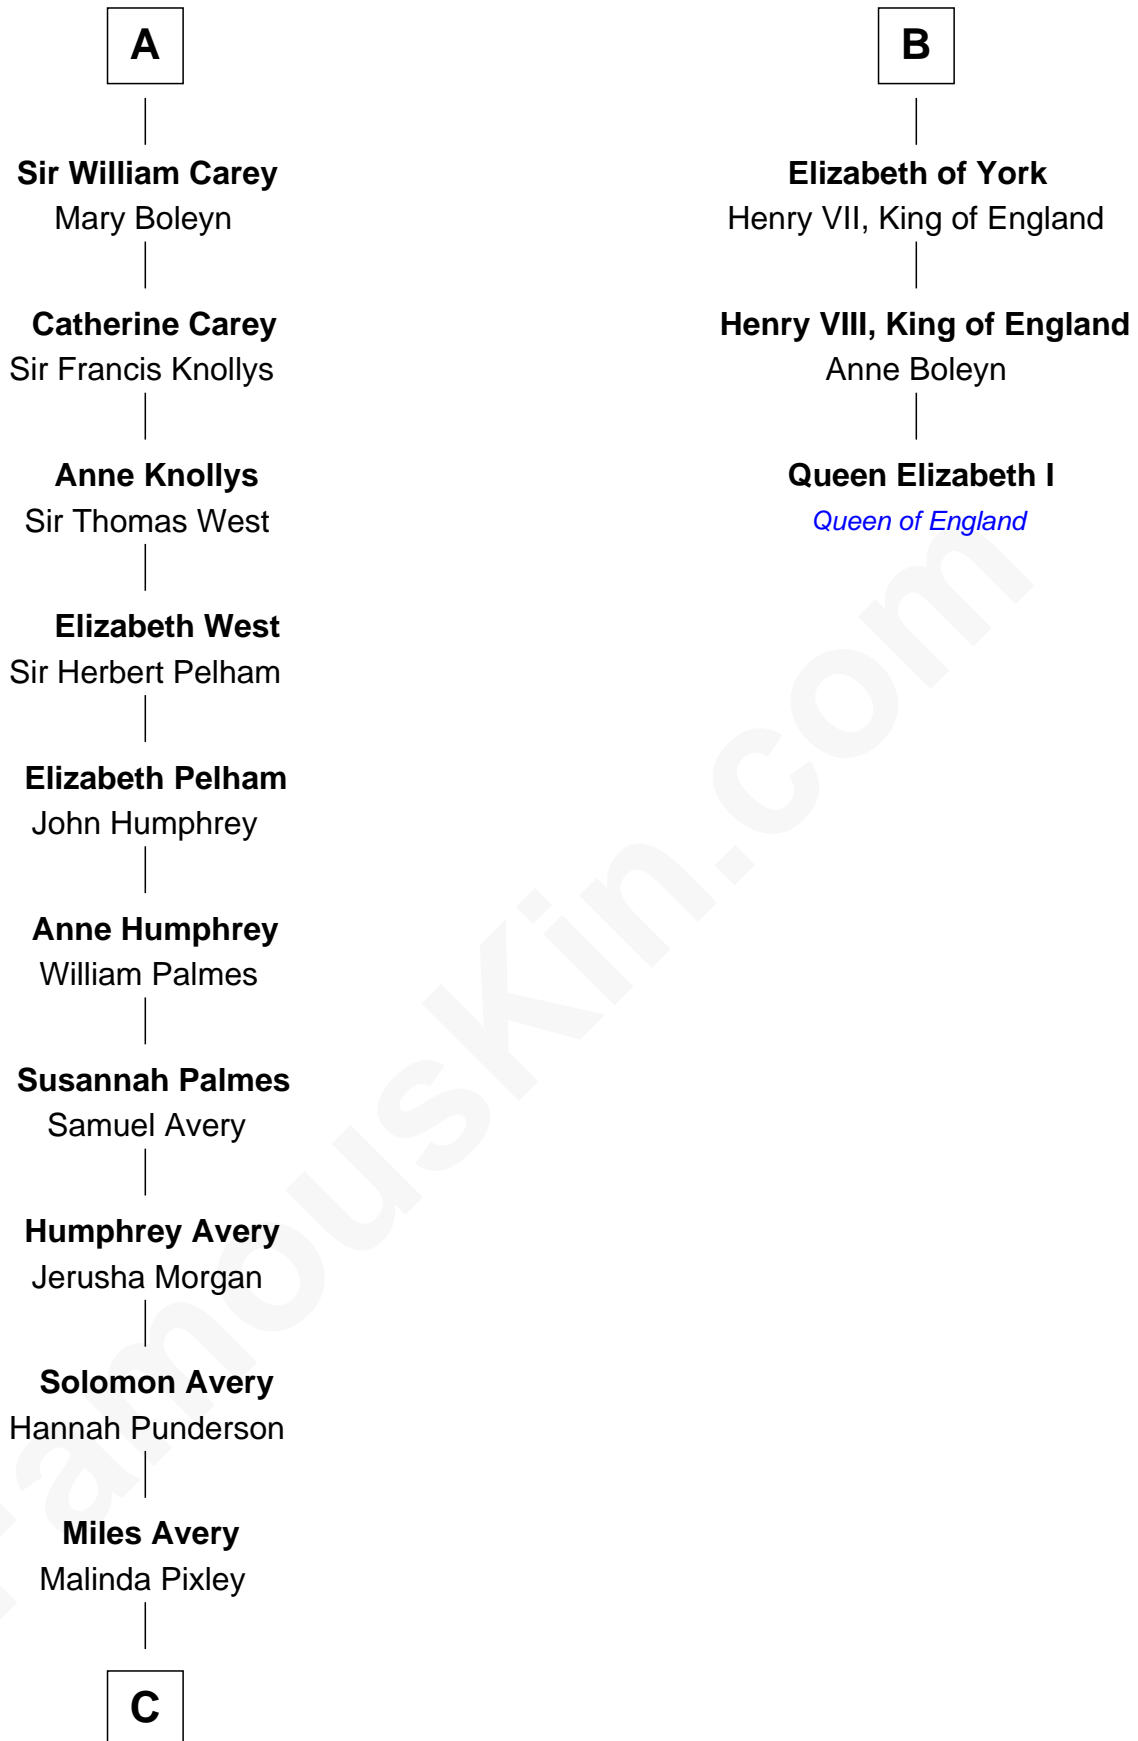 A
Sir William Carey
Mary Boleyn
Catherine Carey
Sir Francis Knollys
Anne Knollys
Sir Thomas West
Elizabeth West
Sir Herbert Pelham
Elizabeth Pelham
John Humphrey
Anne Humphrey
William Palmes
Susannah Palmes
Samuel Avery
Humphrey Avery
Jerusha Morgan
Solomon Avery
Hannah Punderson
Miles Avery
Malinda Pixley
C
B
Elizabeth of York
Henry VII, King of England
Henry VIII, King of England
Anne Boleyn
Queen Elizabeth I
Queen of England
FamousKin.com